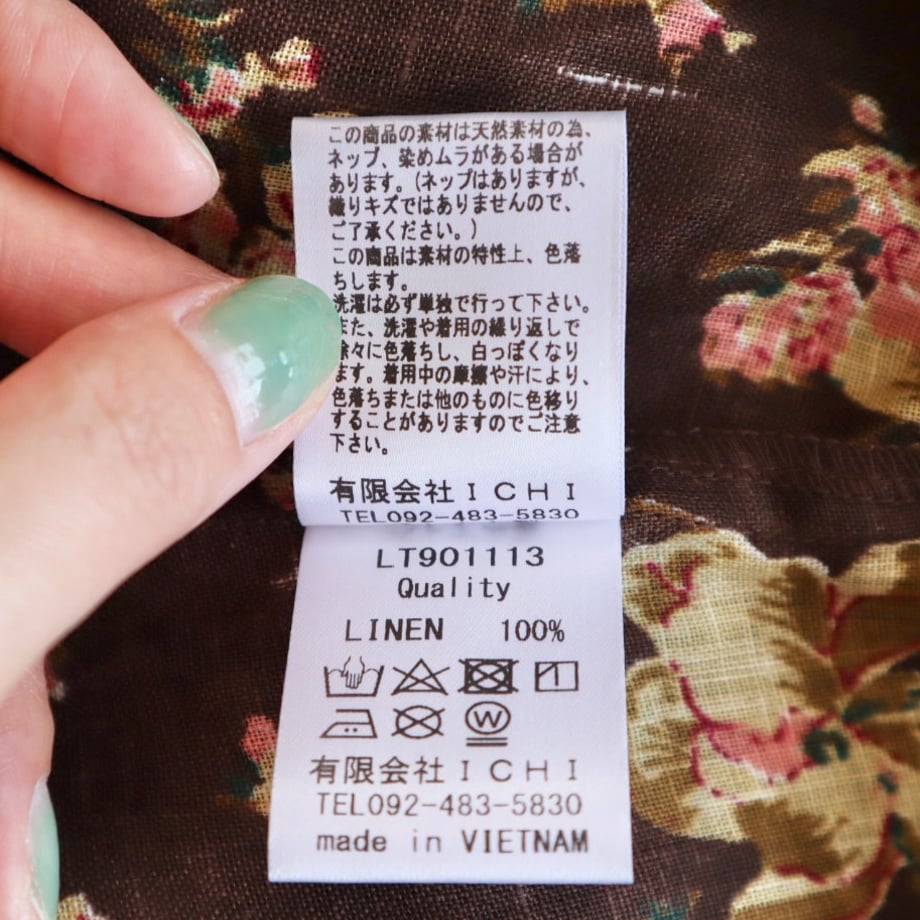 この商品の素材は天然素材の為、
ネップ、染めムラがある場合が
あります。(ネップはありますが、
織りキズではありませんので、
ご了承ください。)
この商品は素材の特性上、色落
ちします。
洗濯は必ず単独で行って下さい。
また、洗濯や着用の繰り返しで
徐々に色落ちし、白っぽくなり
ます。着用中の摩擦や汗により、
色落ちまたは他のものに色移り
することがありますのでご注意
下さい。
有限会社ICHI
TEL092-483-5830
LT901113
Quality
LINEN 100%
W
有限会社ICHI
TEL092-483-5830
made in VIETNAM